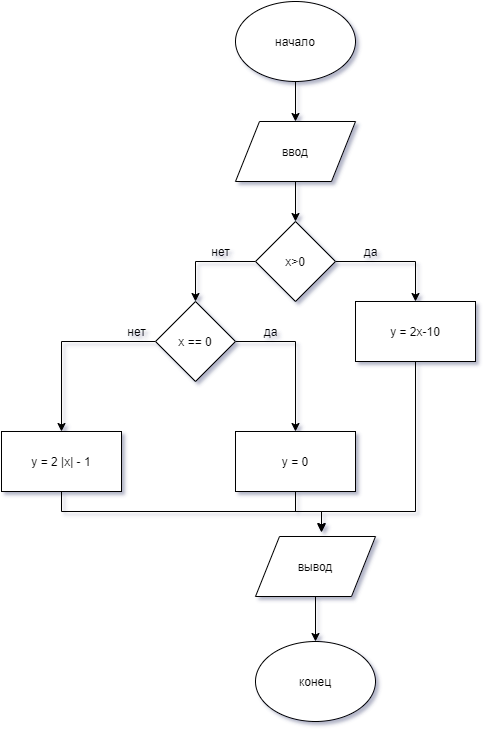 начало
ввод
нет
x>0
да
нет
x == 0
да
y = 2x-10
y = 2 |x| - 1
y = 0
вывод
конец